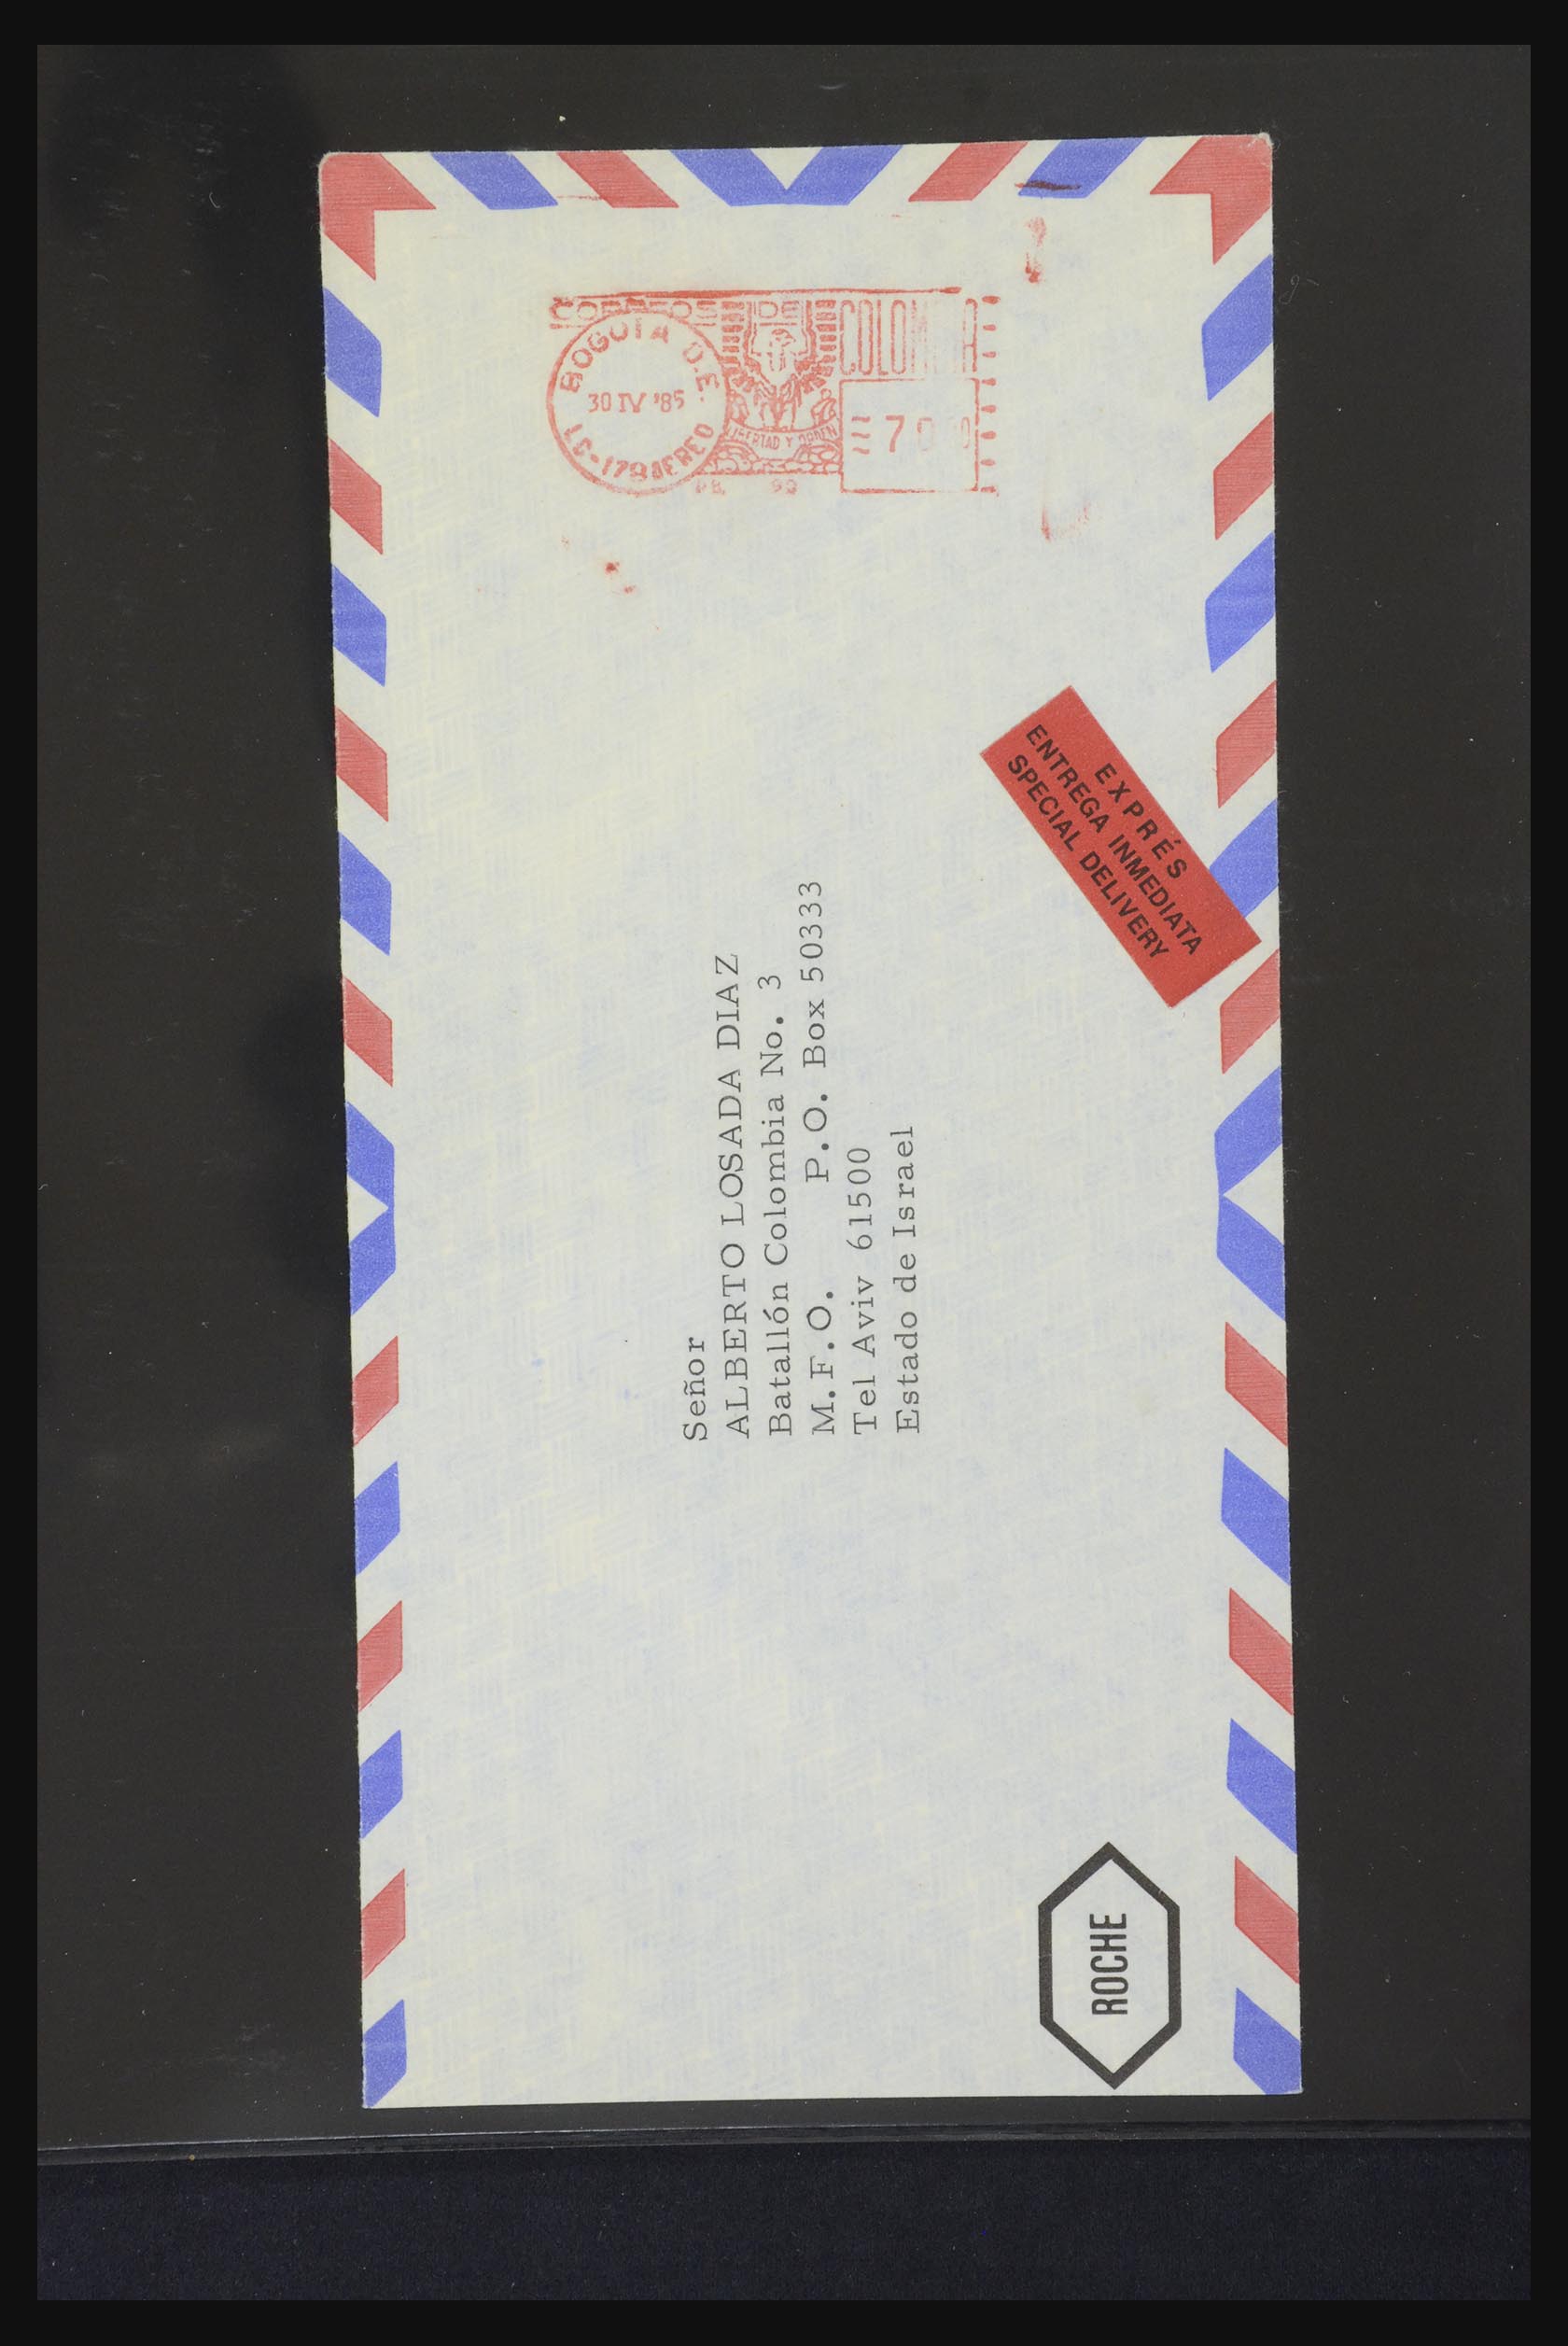 CORREOS DE COLOMBIA
BOGOTA D.E.
30 IV '85
AEREO
LIBERTAD Y ORDEN
EXPRÉS
ENTREGA INMEDIATA
SPECIAL DELIVERY
Señor
ALBERTO LOSADA DIAZ
Batallón Colombia No. 3
M.F.O. P.O. Box 50333
Tel Aviv 61500
Estado de Israel
ROCHE